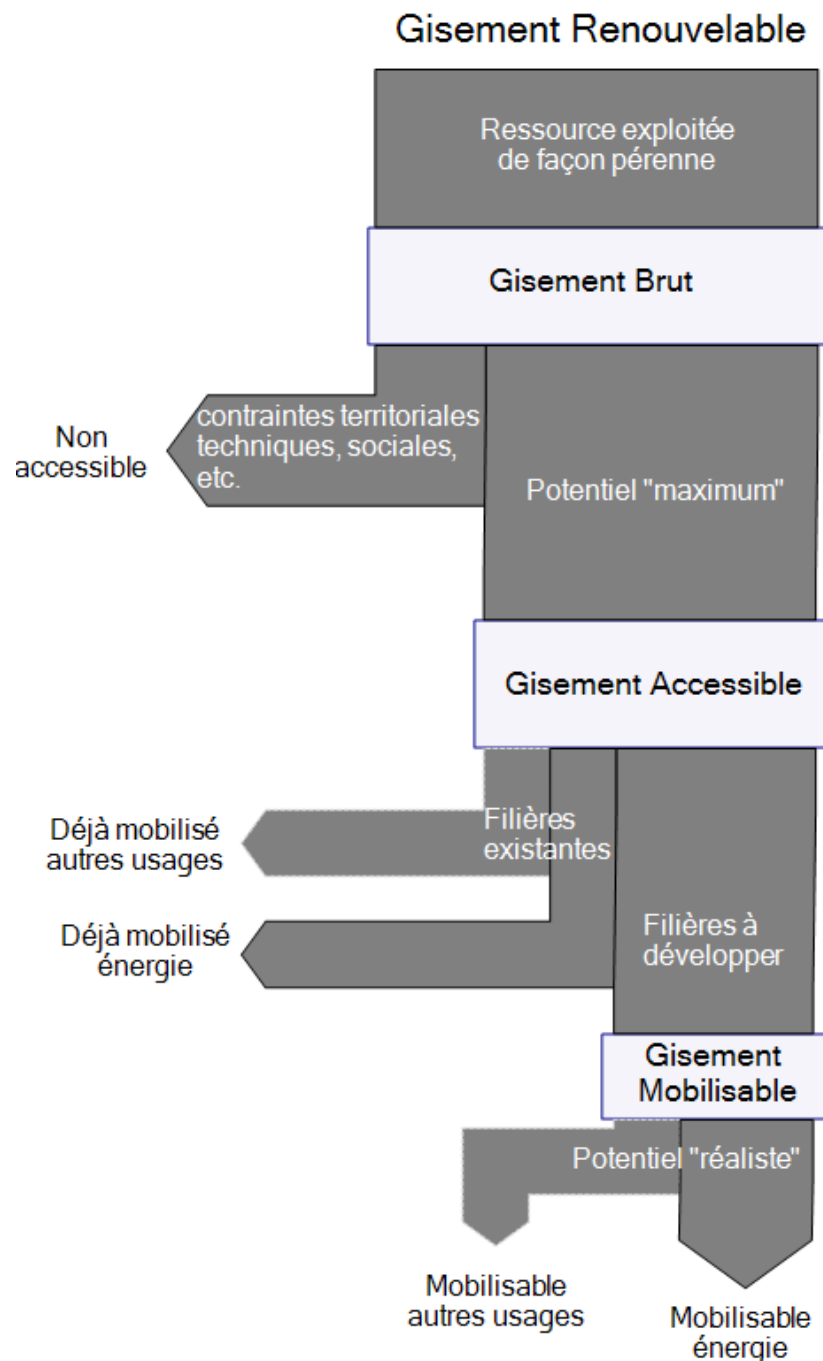 Gisement Renouvelable
Ressource exploitée
de façon pérenne
Gisement Brut
contraintes territoriales
techniques, sociales,
etc.
Non
accessible
Potentiel "maximum"
Gisement Accessible
Filières
existantes
Déjà mobilisé
autres usages
Déjà mobilisé
énergie
Filières à
développer
Gisement
Mobilisable
Potentiel "réaliste"
Mobilisable
autres usages
Mobilisable
énergie